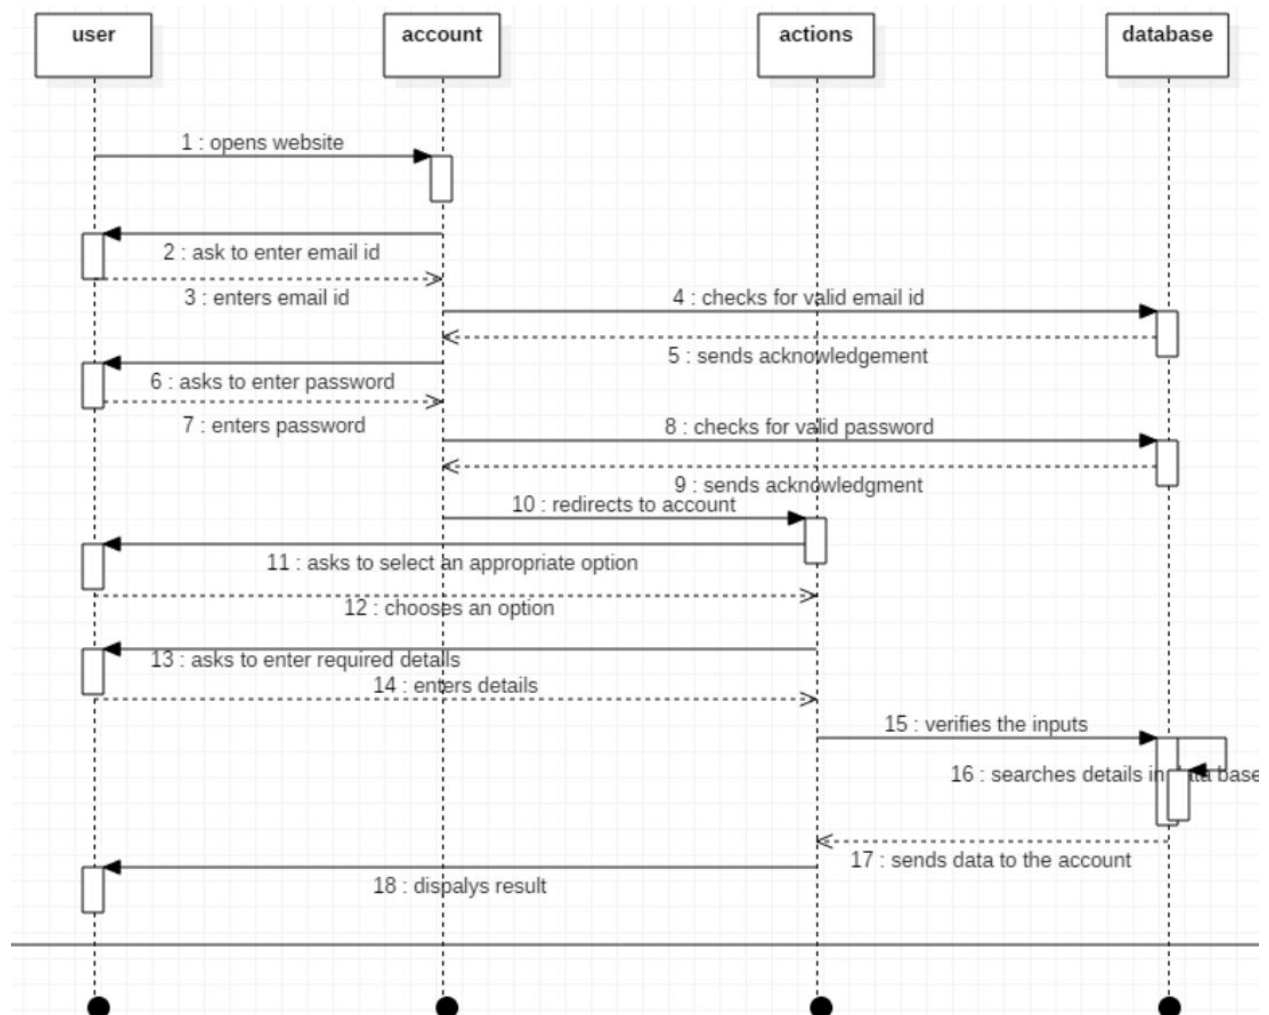 user
account
actions
database
1 : opens website
2 : ask to enter email id
3 : enters email id
4 : checks for valid email id
5 : sends acknowledgement
6 : asks to enter password
7 : enters password
8 : checks for valid password
9 : sends acknowledgment
10 : redirects to account
11 : asks to select an appropriate option
12 : chooses an option
13 : asks to enter required details
14 : enters details
15 : verifies the inputs
16 : searches details in data base
17 : sends data to the account
18 : dispalys result